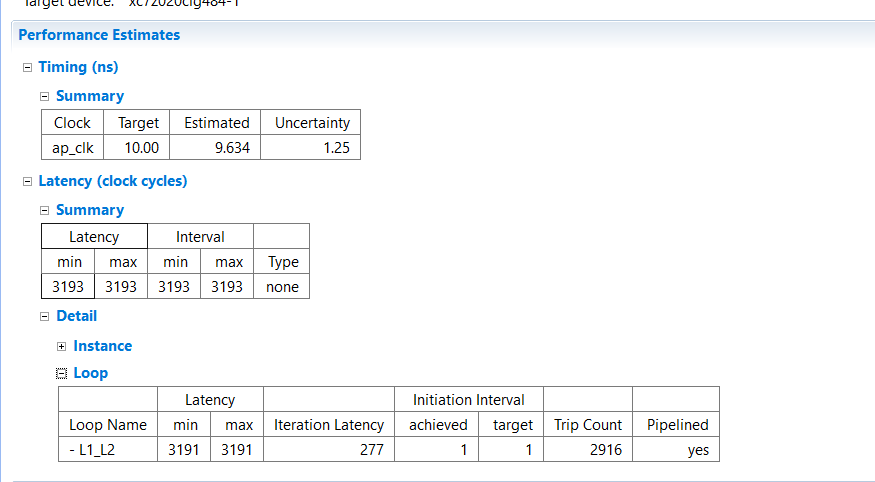 Target device: xc7z020clg484-1
Performance Estimates
Timing (ns)
Summary
Clock Target Estimated Uncertainty
ap_clk 10.00 9.634 1.25
Latency (clock cycles)
Summary
Latency Interval
min max min max Type
3193 3193 3193 3193 none
Detail
Instance
Loop
Latency Initiation Interval
Loop Name min max Iteration Latency achieved target Trip Count Pipelined
- L1_L2 3191 3191 277 1 1 2916 yes